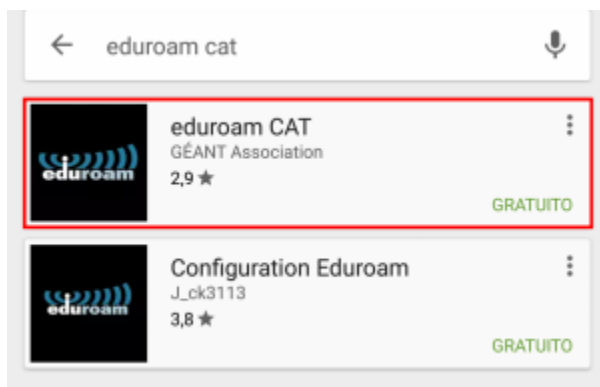 eduroam cat
eduroam
eduroam CAT
GÉANT Association
2,9 ★
GRATUITO
eduroam
Configuration Eduroam
J_ck3113
3,8 ★
GRATUITO